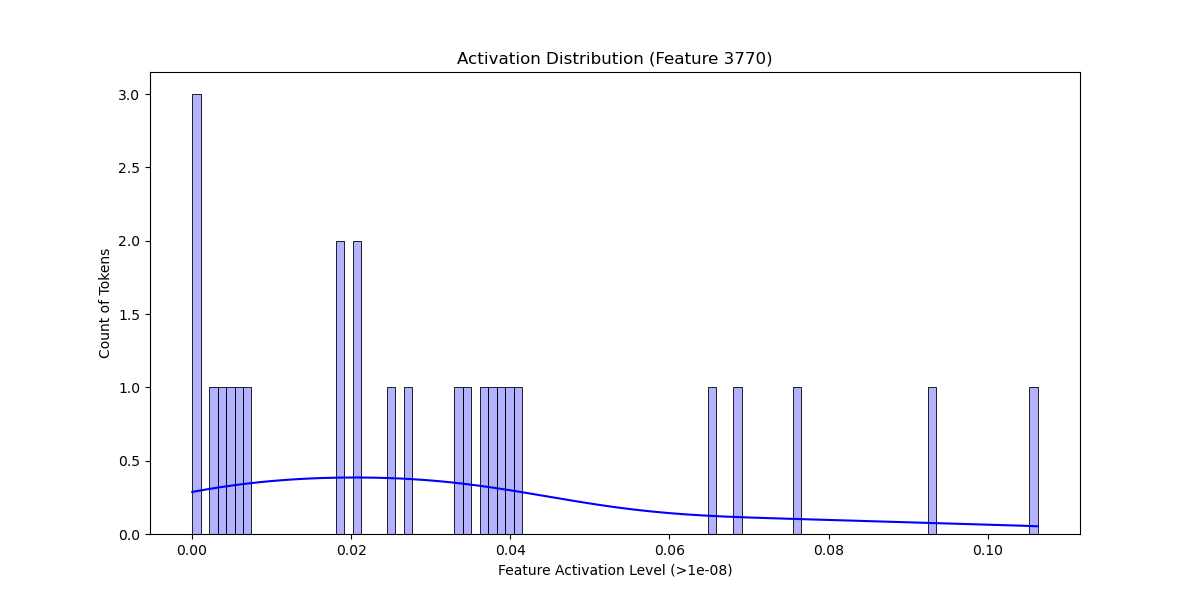 Activation Distribution (Feature 3770)
3.0
2.5
2.0
1.5
1.0
0.5
0.0
Count of Tokens
0.00 0.02 0.04 0.06 0.08 0.10
Feature Activation Level (>1e-08)